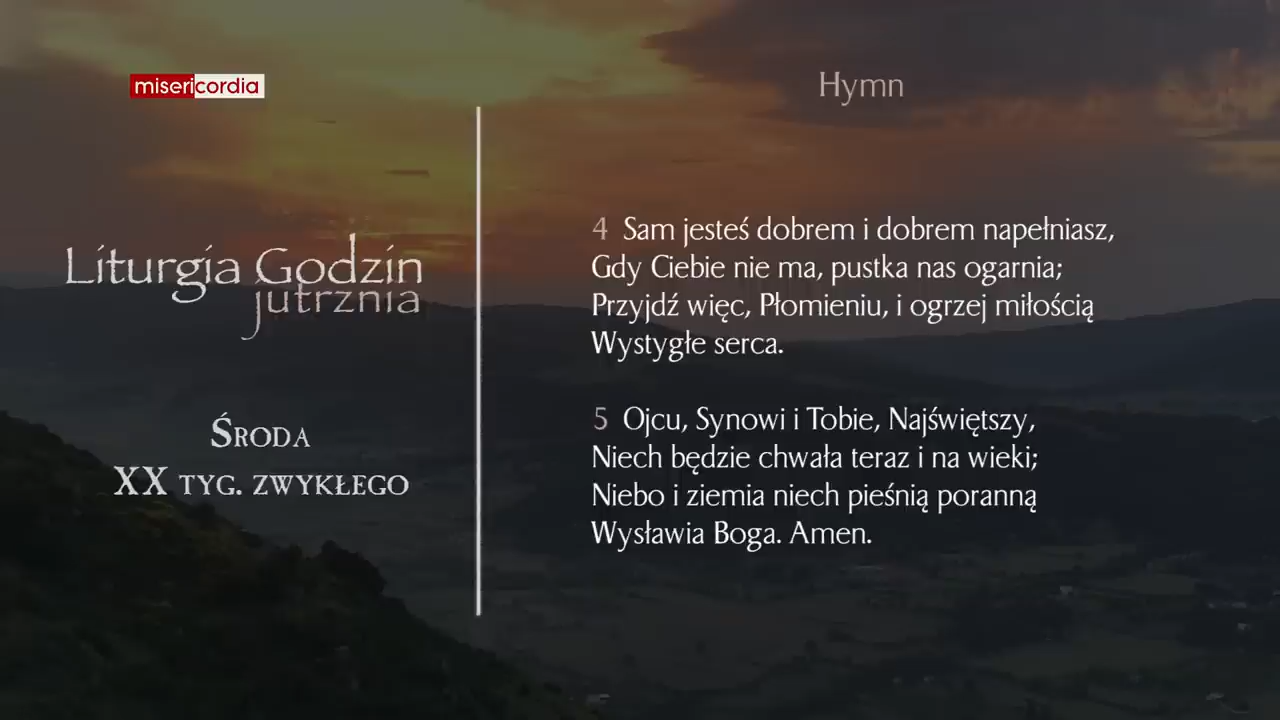 misericordia
Liturgia Godzin
jutrznia
Środa
XX tyg. zwykłego
Hymn
4 Sam jesteś dobrem i dobrem napełniasz,
Gdy Ciebie nie ma, pustka nas ogarnia;
Przyjdź więc, Płomieniu, i ogrzej miłością
Wystygłe serca.
5 Ojcu, Synowi i Tobie, Najświętszy,
Niech będzie chwała teraz i na wieki;
Niebo i ziemia niech pieśnią poranną
Wysławia Boga. Amen.